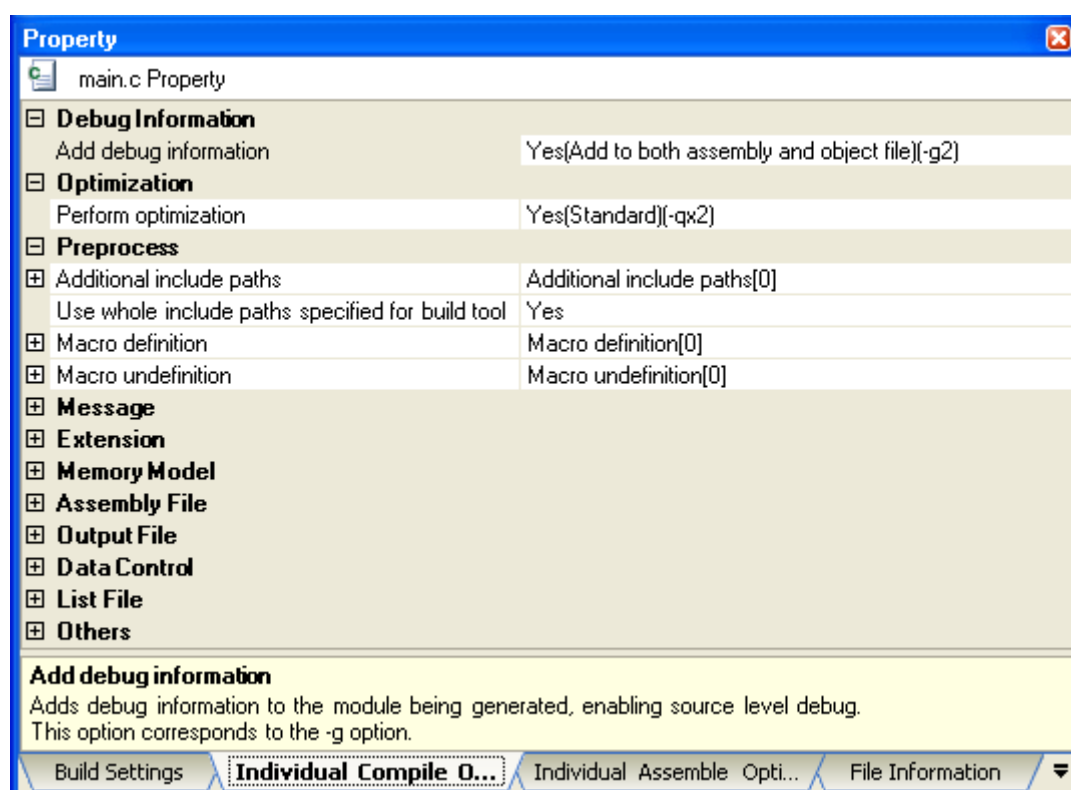 Property
main.c Property
Debug Information
Add debug information Yes(Add to both assembly and object file)(-g2)
Optimization
Perform optimization Yes(Standard)(-qx2)
Preprocess
Additional include paths Additional include paths[0]
Use whole include paths specified for build tool Yes
Macro definition Macro definition[0]
Macro undefinition Macro undefinition[0]
Message
Extension
Memory Model
Assembly File
Output File
Data Control
List File
Others
Add debug information
Adds debug information to the module being generated, enabling source level debug.
This option corresponds to the -g option.
Build Settings Individual Compile O... Individual Assemble Opti... File Information